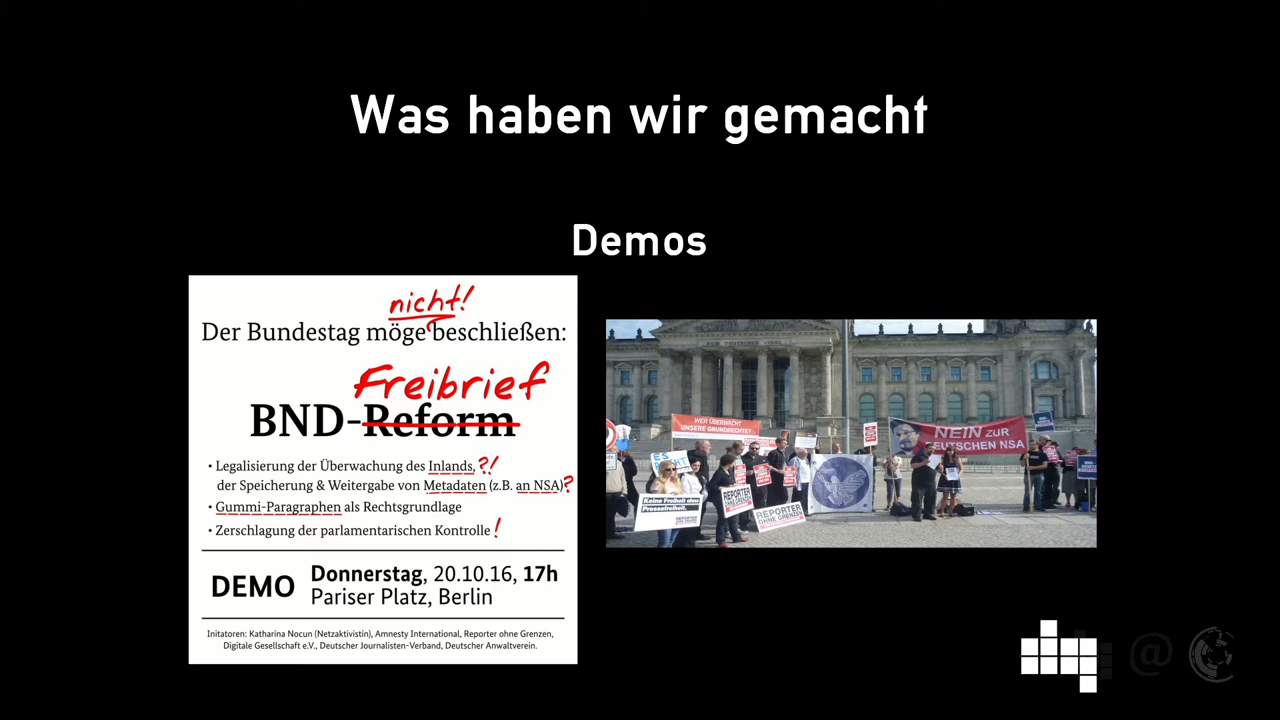 Was haben wir gemacht
Demos
nicht!
Der Bundestag möge beschließen:
Freibrief
BND-Reform
• Legalisierung der Überwachung des Inlands, ?!
der Speicherung & Weitergabe von Metadaten (z.B. an NSA)?
• Gummi-Paragraphen als Rechtsgrundlage
• Zerschlagung der parlamentarischen Kontrolle !
DEMO
Donnerstag, 20.10.16, 17h
Pariser Platz, Berlin
Initatoren: Katharina Nocun (Netzaktivistin), Amnesty International, Reporter ohne Grenzen,
Digitale Gesellschaft e.V., Deutscher Journalisten-Verband, Deutscher Anwaltverein.
WER ÜBERWACHT
UNSERE GRUNDRECHTE?
NEIN ZUR
DEUTSCHEN NSA
Keine Freiheit ohne
Pressefreiheit.
REPORTER
REPORTER
OHNE GRENZEN
@